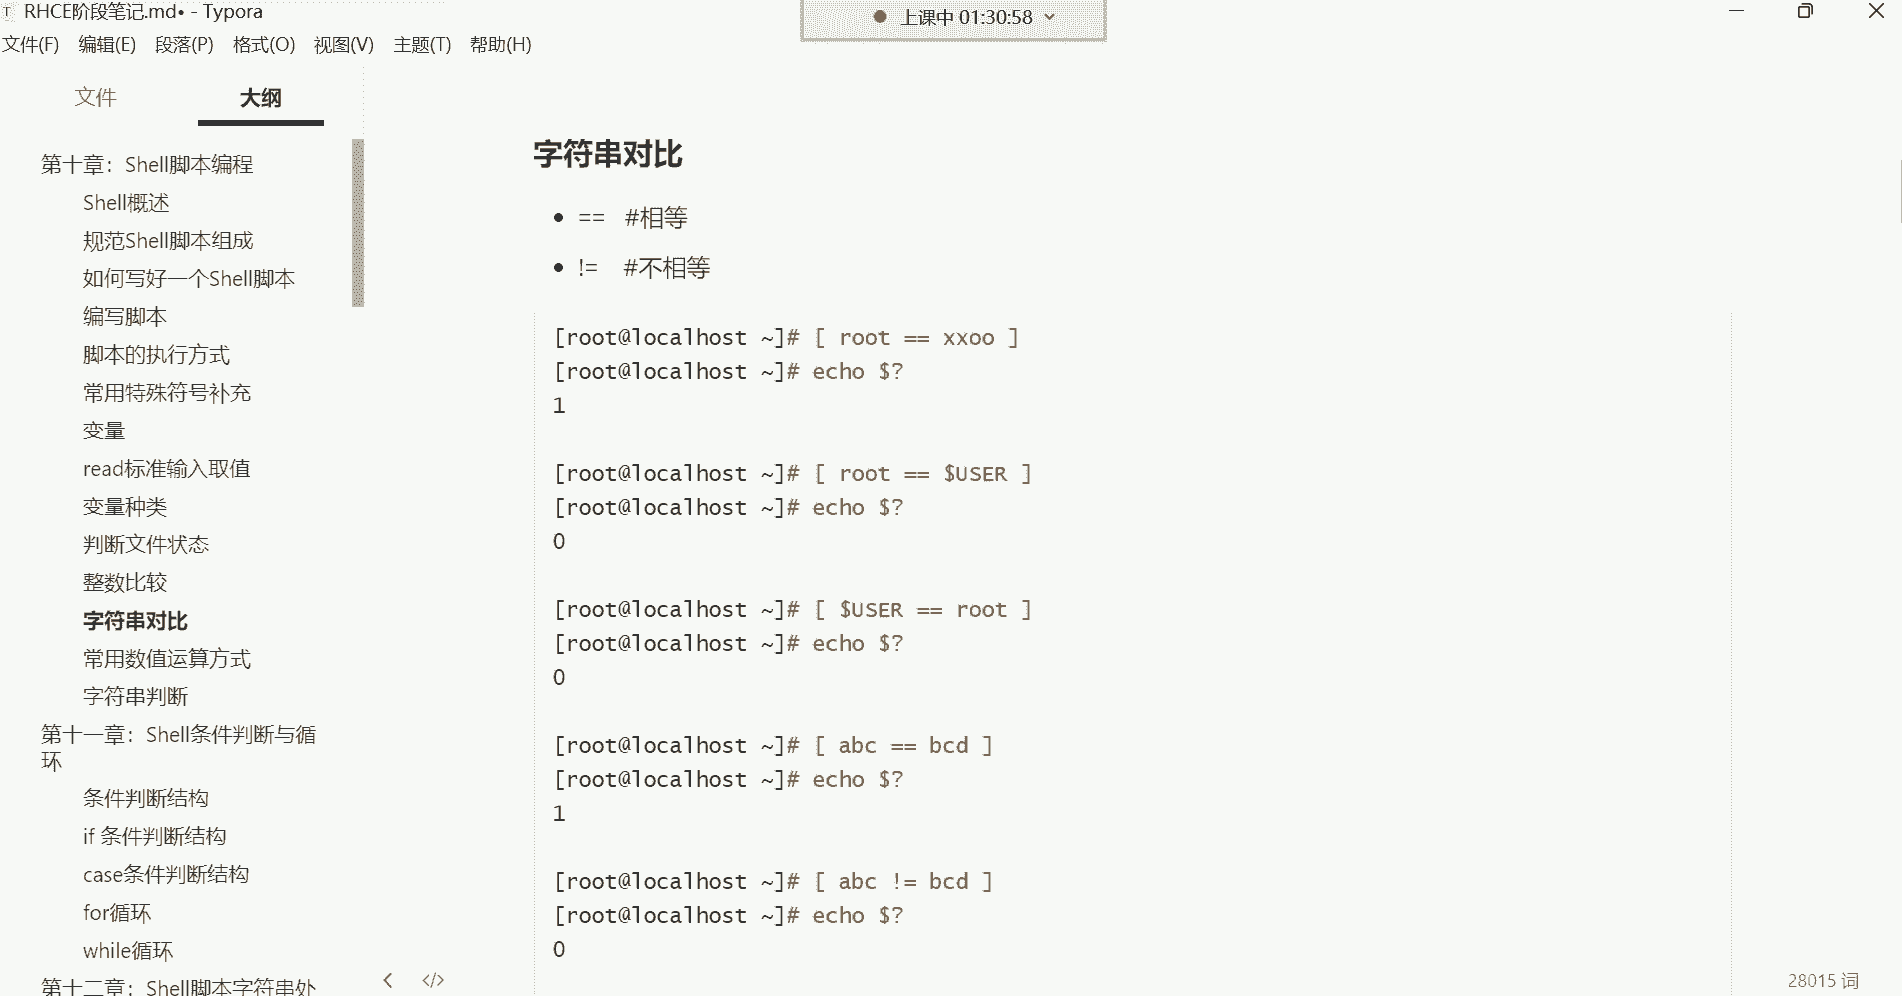 RHCE阶段笔记.md• - Typora
上课中 01:30:58
文件(F) 编辑(E) 段落(P) 格式(O) 视图(V) 主题(T) 帮助(H)
文件 大纲
第十章：Shell脚本编程
Shell概述
规范Shell脚本组成
如何写好一个Shell脚本
编写脚本
脚本的执行方式
常用特殊符号补充
变量
read标准输入取值
变量种类
判断文件状态
整数比较
字符串对比
常用数值运算方式
字符串判断
第十一章：Shell条件判断与循
环
条件判断结构
if 条件判断结构
case条件判断结构
for循环
while循环
第十二章：Shell脚本字符串处
字符串对比
== #相等
!= #不相等
[root@localhost ~]# [ root == xxoo ]
[root@localhost ~]# echo $?
1
[root@localhost ~]# [ root == $USER ]
[root@localhost ~]# echo $?
0
[root@localhost ~]# [ $USER == root ]
[root@localhost ~]# echo $?
0
[root@localhost ~]# [ abc == bcd ]
[root@localhost ~]# echo $?
1
[root@localhost ~]# [ abc != bcd ]
[root@localhost ~]# echo $?
0
</>
28015 词